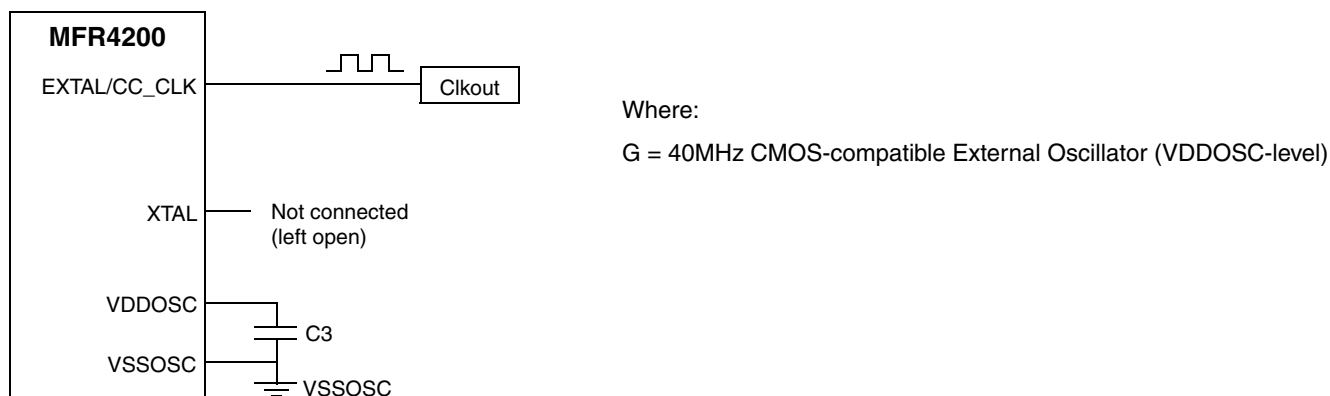 MFR4200
EXTAL/CC_CLK
Clkout
Where:
G = 40MHz CMOS-compatible External Oscillator (VDDOSC-level)
XTAL
Not connected
(left open)
VDDOSC
C3
VSSOSC
VSSOSC